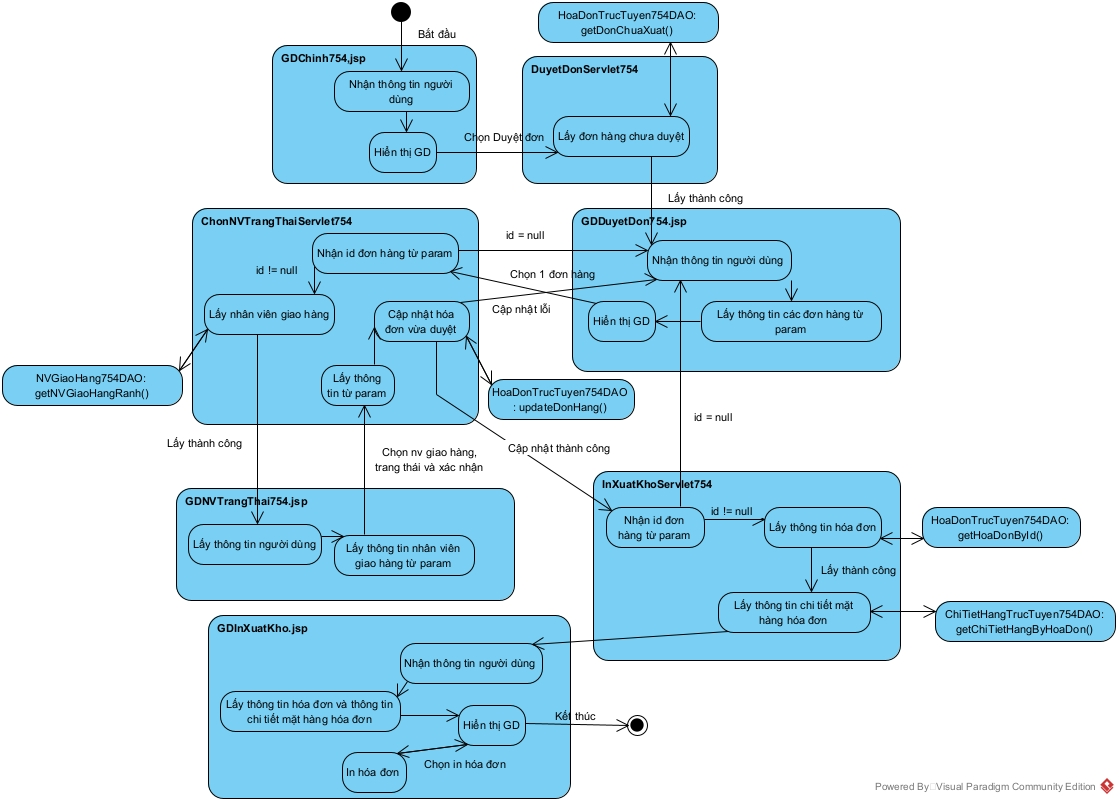 HoaDonTrucTuyen754DAO:
getDonChuaXuat()
Bắt đầu
GDChinh754,jsp
Nhận thông tin người
dùng
Hiển thị GD
Chọn Duyệt đơn
DuyetDonServlet754
Lấy đơn hàng chưa duyệt
Lấy thành công
ChonNVTrangThaiServlet754
Nhận id đơn hàng từ param
id != null
Lấy nhân viên giao hàng
Cập nhật hóa
đơn vừa duyệt
Lấy thông
tin từ param
id = null
Chọn 1 đơn hàng
Cập nhật lỗi
GDDuyetDon754.jsp
Nhận thông tin người dùng
Lấy thông tin các đơn hàng từ
param
Hiển thị GD
NVGiaoHang754DAO:
getNVGiaoHangRanh()
HoaDonTrucTuyen754DAO
: updateDonHang()
Lấy thành công
Chọn nv giao hàng,
trang thái và xác nhận
Cập nhật thành công
id = null
GDNVTrangThai754.jsp
Lấy thông tin người dùng
Lấy thông tin nhân viên
giao hàng từ param
InXuatKhoServlet754
Nhận id đơn
hàng từ param
id != null
Lấy thông tin hóa đơn
Lấy thành công
Lấy thông tin chi tiết mặt
hàng hóa đơn
HoaDonTrucTuyen754DAO:
getHoaDonById()
ChiTietHangTrucTuyen754DAO:
getChiTietHangByHoaDon()
GDInXuatKho.jsp
Nhận thông tin người dùng
Lấy thông tin hóa đơn và thông tin
chi tiết mặt hàng hóa đơn
Hiển thị GD
Kết thúc
In hóa đơn
Chọn in hóa đơn
Powered By Visual Paradigm Community Edition